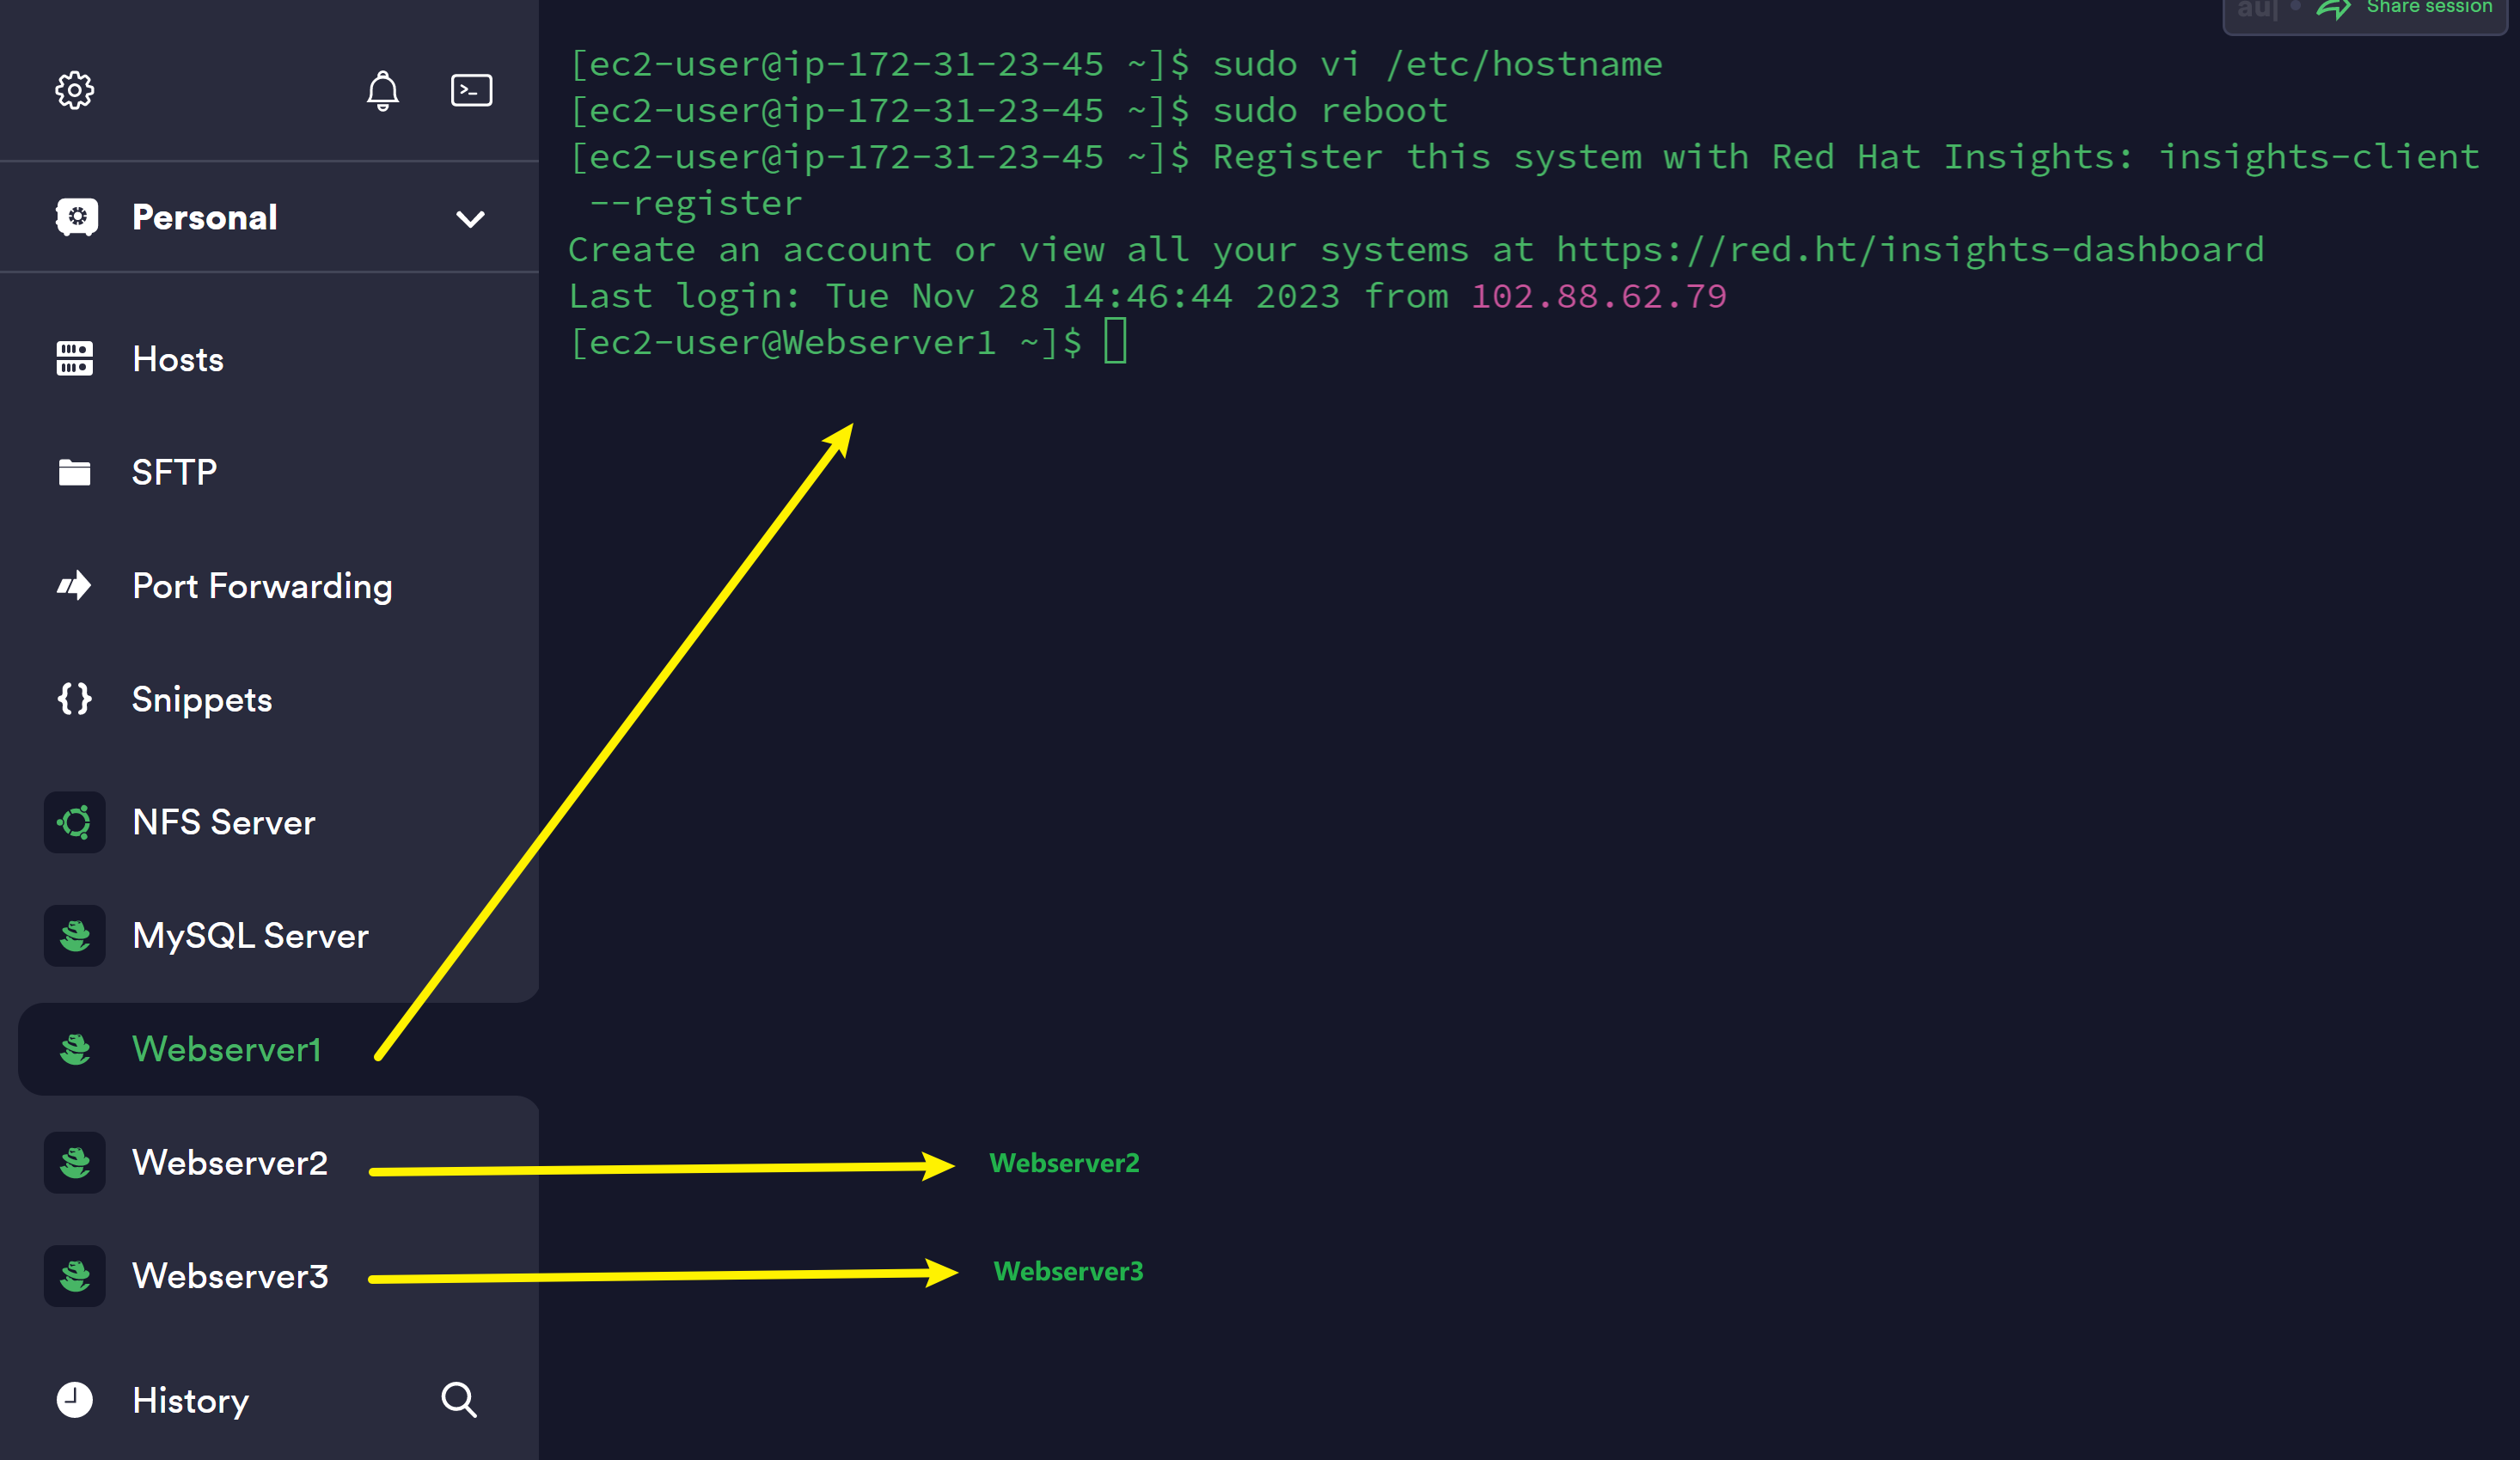 Personal
Hosts
SFTP
Port Forwarding
Snippets
NFS Server
MySQL Server
Webserver1
Webserver2
Webserver3
History
Share session
[ec2-user@ip-172-31-23-45 ~]$ sudo vi /etc/hostname
[ec2-user@ip-172-31-23-45 ~]$ sudo reboot
[ec2-user@ip-172-31-23-45 ~]$ Register this system with Red Hat Insights: insights-client
--register
Create an account or view all your systems at https://red.ht/insights-dashboard
Last login: Tue Nov 28 14:46:44 2023 from 102.88.62.79
[ec2-user@Webserver1 ~]$
Webserver2
Webserver3